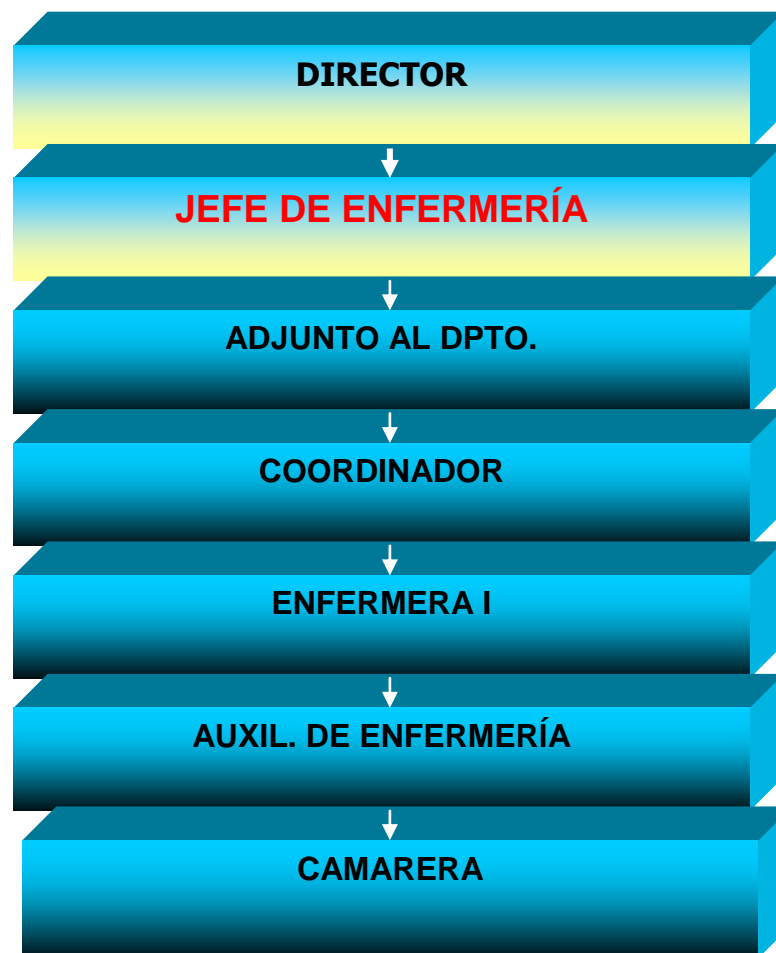 DIRECTOR
JEFE DE ENFERMERÍA
ADJUNTO AL DPTO.
COORDINADOR
ENFERMERA I
AUXIL. DE ENFERMERÍA
CAMARERA